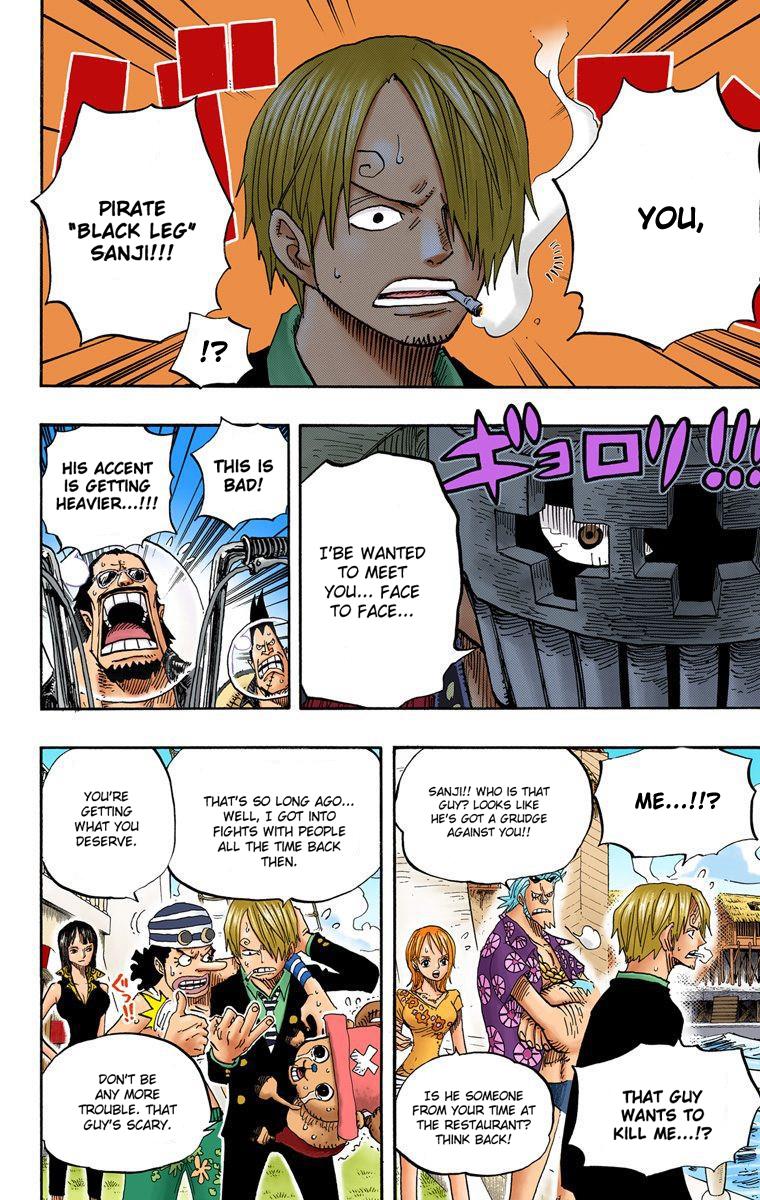 YOU,
PIRATE
"BLACK LEG"
SANJI!!!
!?
ギョロリ!!!
I'BE WANTED
TO MEET
YOU... FACE
TO FACE...
THIS IS
BAD!
HIS ACCENT
IS GETTING
HEAVIER...!!!
ME...!!?
SANJI!! WHO IS THAT
GUY? LOOKS LIKE
HE'S GOT A GRUDGE
AGAINST YOU!!
THAT GUY
WANTS TO
KILL ME...!?
IS HE SOMEONE
FROM YOUR TIME AT
THE RESTAURANT?
THINK BACK!
THAT'S SO LONG AGO...
WELL, I GOT INTO
FIGHTS WITH PEOPLE
ALL THE TIME BACK
THEN.
YOU'RE
GETTING
WHAT YOU
DESERVE.
ぐっ!!
DON'T BE
ANY MORE
TROUBLE. THAT
GUY'S SCARY.